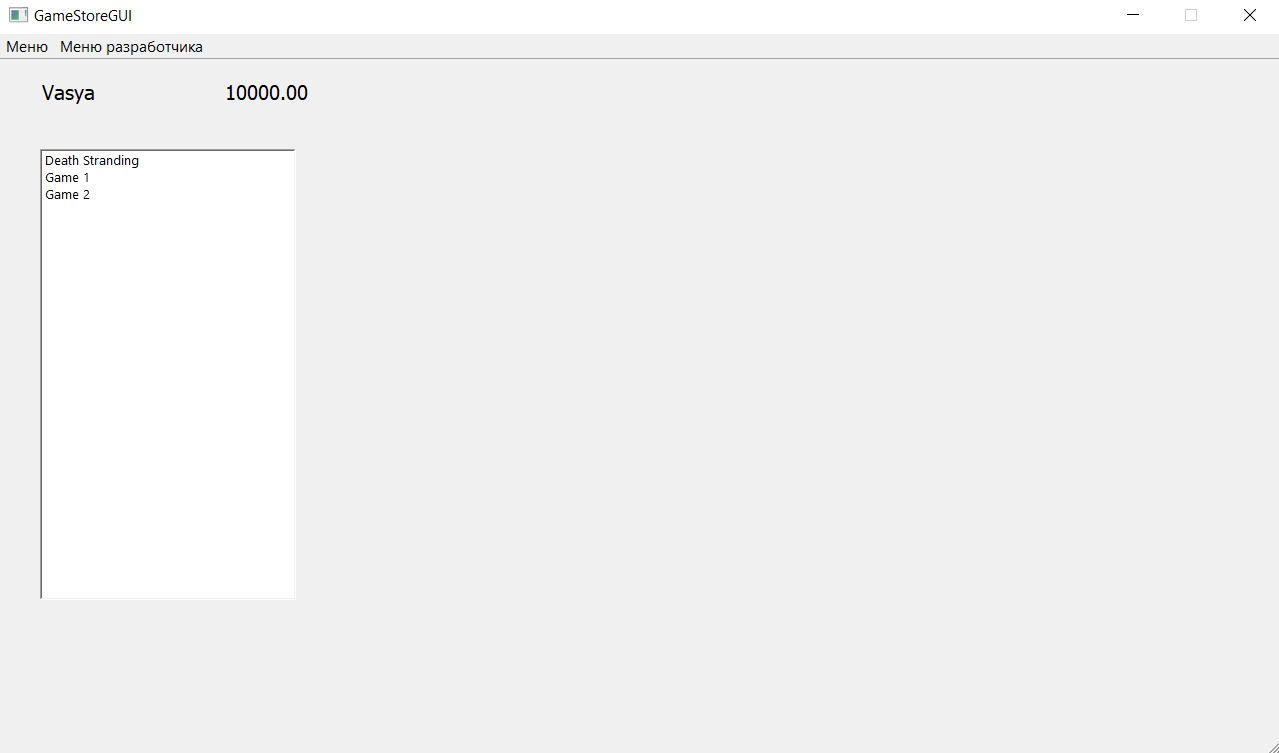 GameStoreGUI
Меню Меню разработчика
Vasya 10000.00
Death Stranding
Game 1
Game 2